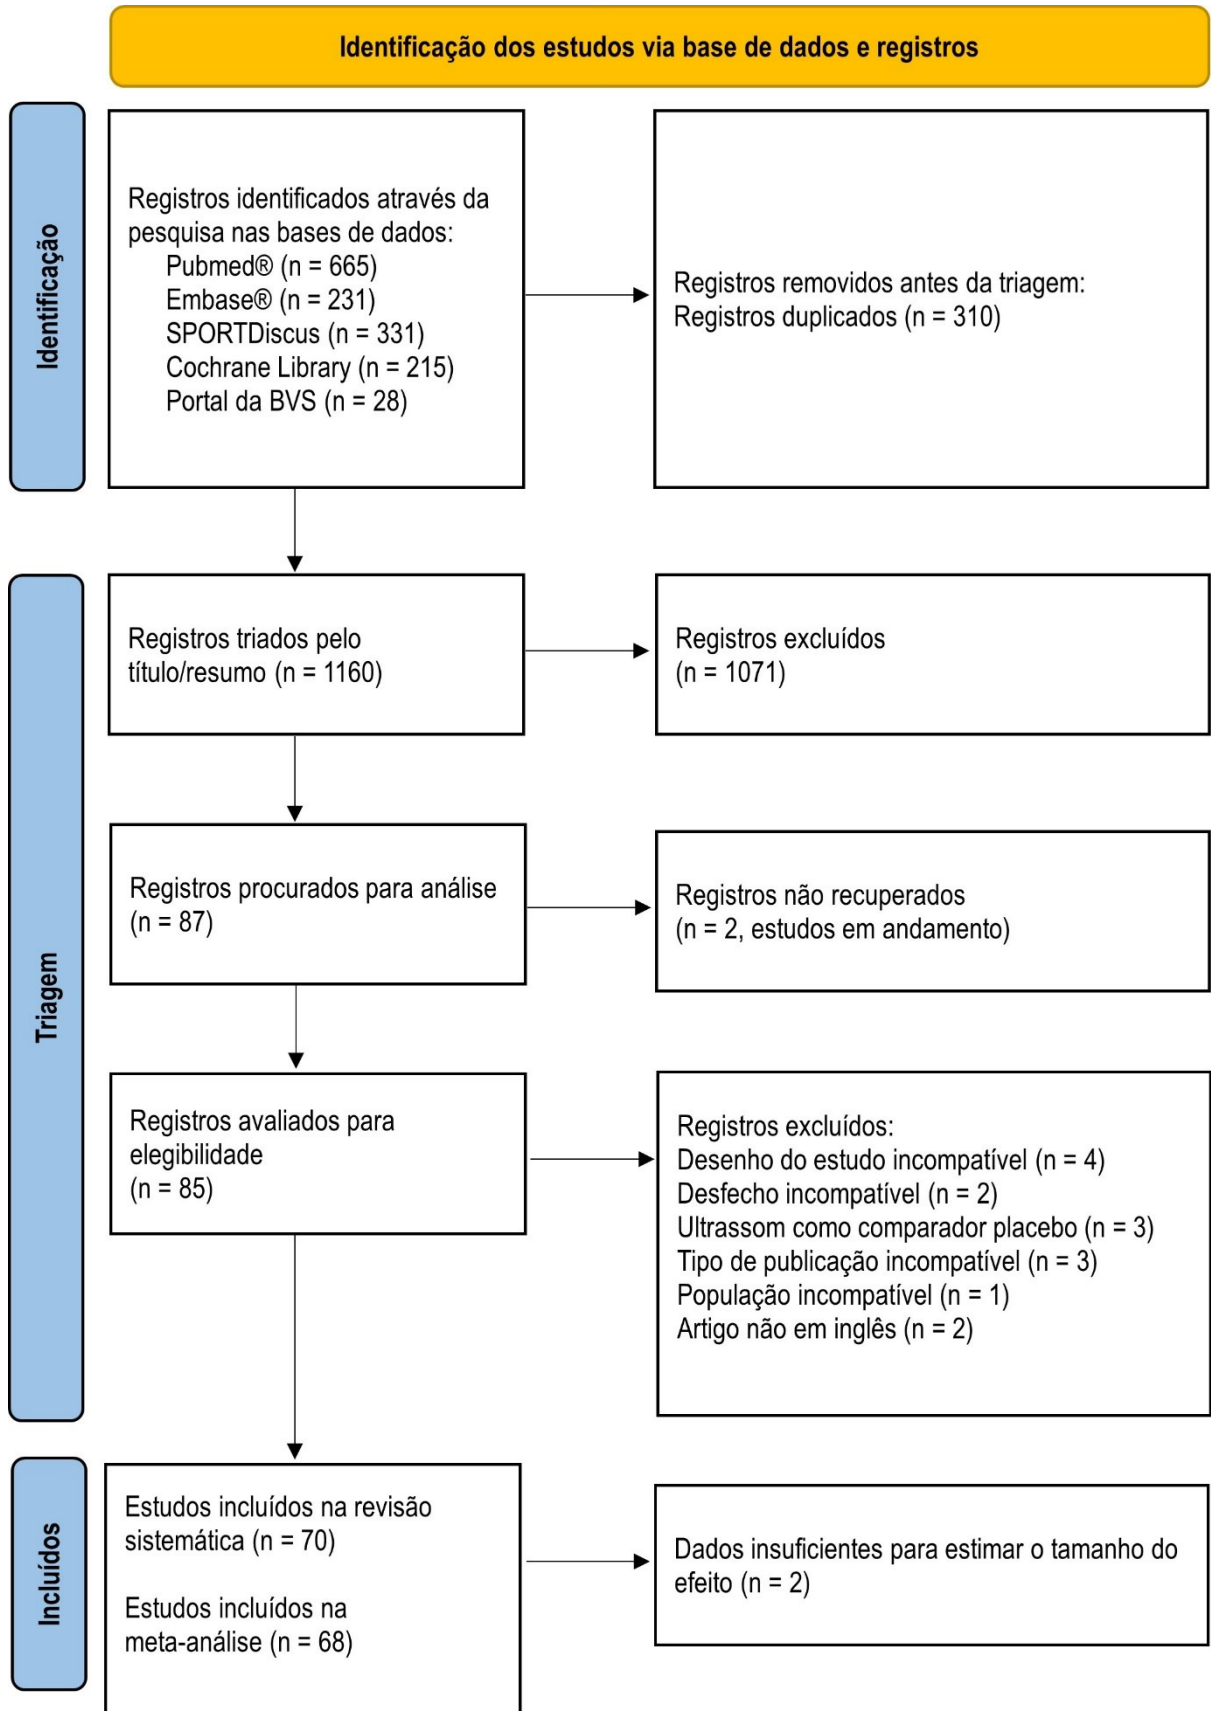 Identificação dos estudos via base de dados e registros
Identificação
Registros identificados através da
pesquisa nas bases de dados:
Pubmed® (n = 665)
Embase® (n = 231)
SPORTDiscus (n = 331)
Cochrane Library (n = 215)
Portal da BVS (n = 28)
Registros removidos antes da triagem:
Registros duplicados (n = 310)
Triagem
Registros triados pelo
título/resumo (n = 1160)
Registros excluídos
(n = 1071)
Registros procurados para análise
(n = 87)
Registros não recuperados
(n = 2, estudos em andamento)
Registros avaliados para
elegibilidade
(n = 85)
Registros excluídos:
Desenho do estudo incompatível (n = 4)
Desfecho incompatível (n = 2)
Ultrassom como comparador placebo (n = 3)
Tipo de publicação incompatível (n = 3)
População incompatível (n = 1)
Artigo não em inglês (n = 2)
Incluídos
Estudos incluídos na revisão
sistemática (n = 70)
Estudos incluídos na
meta-análise (n = 68)
Dados insuficientes para estimar o tamanho do
efeito (n = 2)